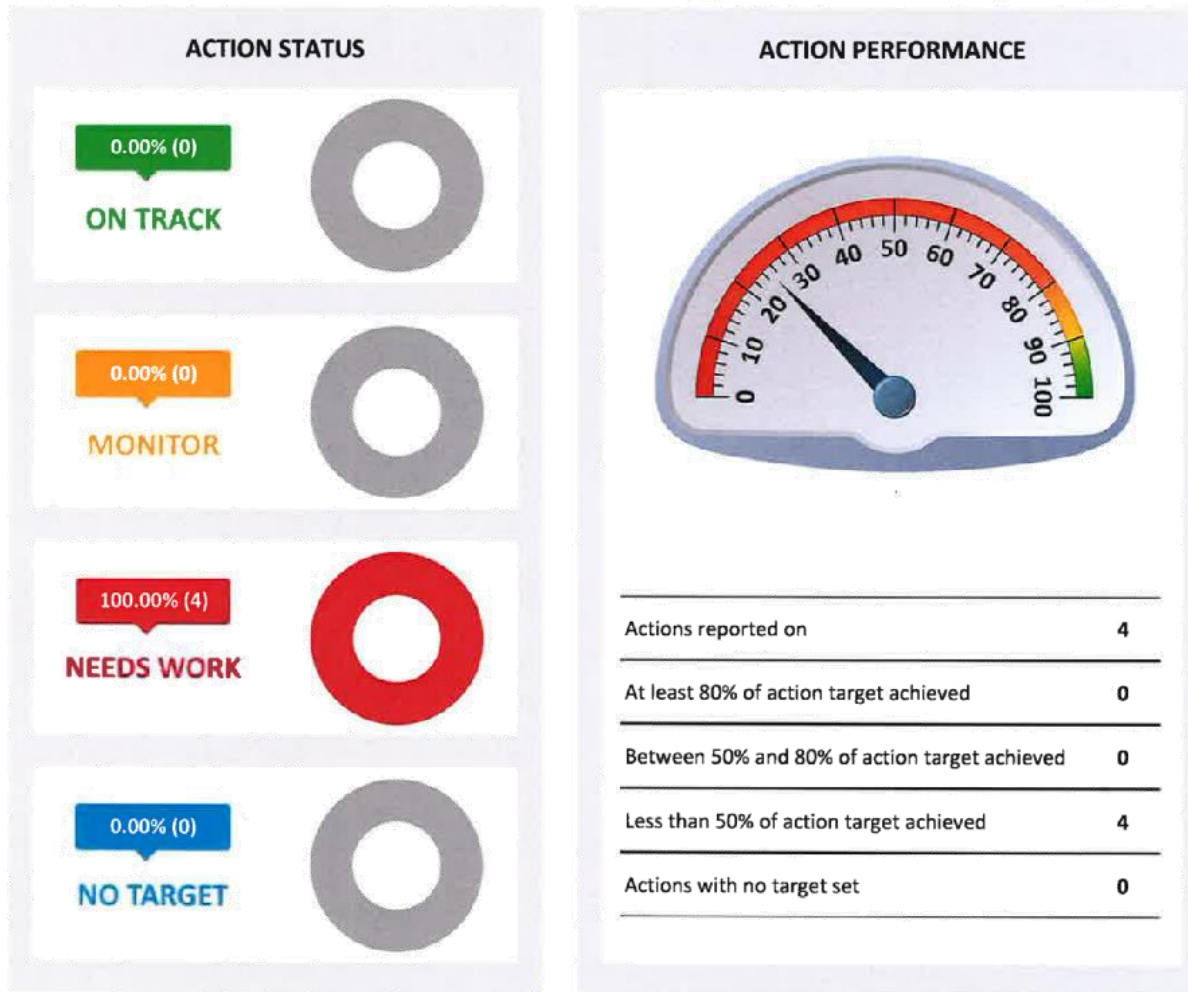 ACTION STATUS
0.00% (0)
ON TRACK
0.00% (0)
MONITOR
100.00% (4)
NEEDS WORK
0.00% (0)
NO TARGET
ACTION PERFORMANCE
0
10
20
30
40
50
60
70
80
90
100
Actions reported on 4
At least 80% of action target achieved 0
Between 50% and 80% of action target achieved 0
Less than 50% of action target achieved 4
Actions with no target set 0